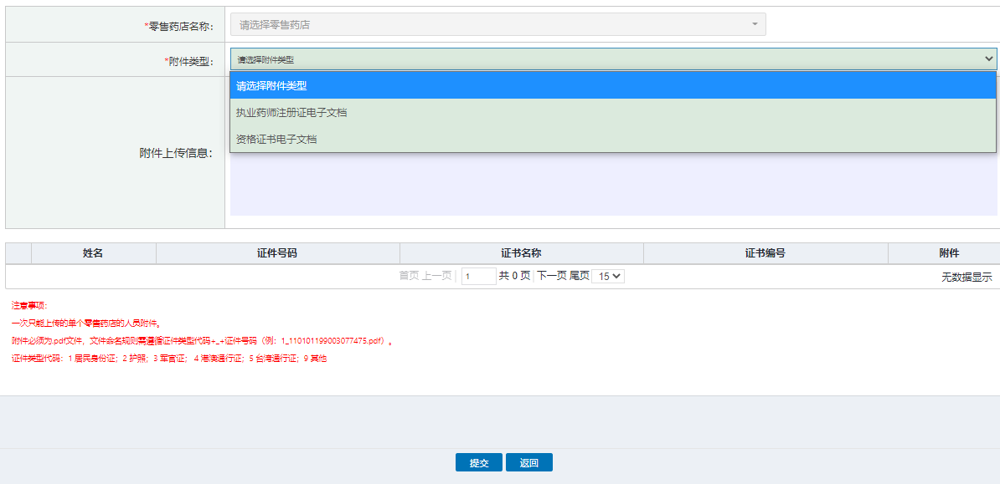 *零售药店名称：
请选择零售药店
*附件类型：
请选择附件类型
请选择附件类型
执业药师注册证电子文档
资格证书电子文档
附件上传信息：
姓名 证件号码 证书名称 证书编号 附件
首页 上一页 1 共 0 页 下一页 尾页 15 无数据显示
注意事项：
一次只能上传的单个零售药店的人员附件。
附件必须为.pdf文件，文件命名规则需遵循证件类型代码+_+证件号码（例：1_110101199003077475.pdf）。
证件类型代码：1 居民身份证；2 护照；3 军官证； 4 港澳通行证；5 台湾通行证；9 其他
提交 返回